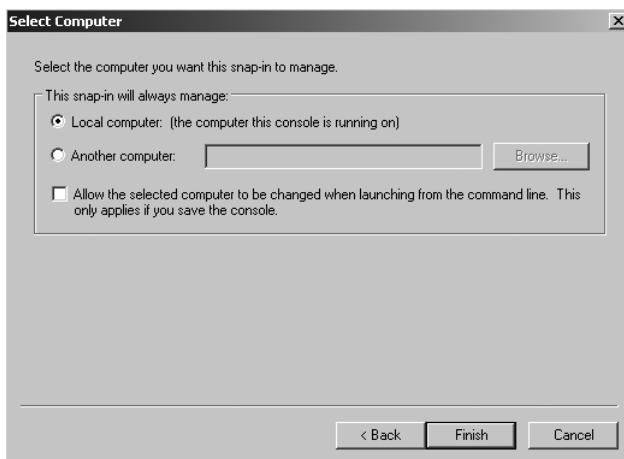 Select Computer
Select the computer you want this snap-in to manage.
This snap-in will always manage:
Local computer: (the computer this console is running on)
Another computer:
Browse...
Allow the selected computer to be changed when launching from the command line. This
only applies if you save the console.
< Back
Finish
Cancel